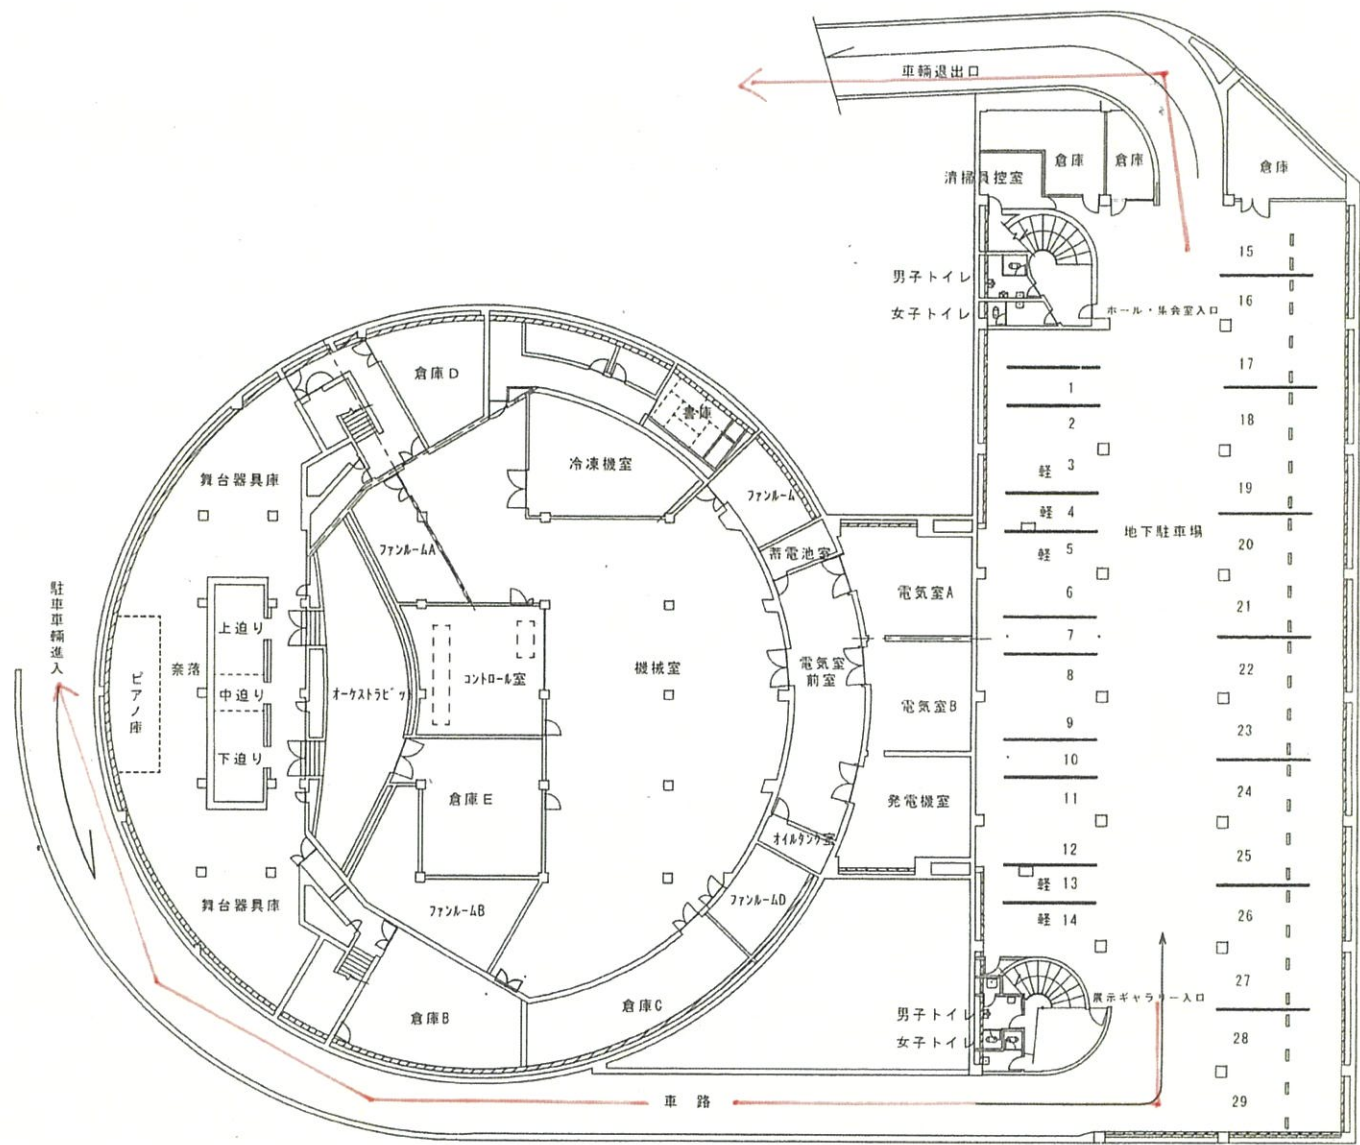 車輛退出口
倉庫
倉庫
倉庫
清掃員控室
男子トイレ
女子トイレ
ホール・集会室入口
15
16
17
18
19
20
21
22
23
24
25
26
27
28
29
1
2
軽 3
軽 4
軽 5
6
7
8
9
10
11
12
軽 13
軽 14
地下駐車場
倉庫D
書庫
冷凍機室
ファンルーム
蓄電池室
舞台器具庫
ファンルームA
電気室A
駐車車輛進入
上迫り
中迫り
下迫り
奈落
ピアノ庫
オーケストラピット
コントロール室
機械室
電気室
前室
電気室B
倉庫E
発電機室
オイルタンク室
舞台器具庫
ファンルームB
ファンルームD
倉庫B
倉庫C
展示ギャラリー入口
男子トイレ
女子トイレ
車路